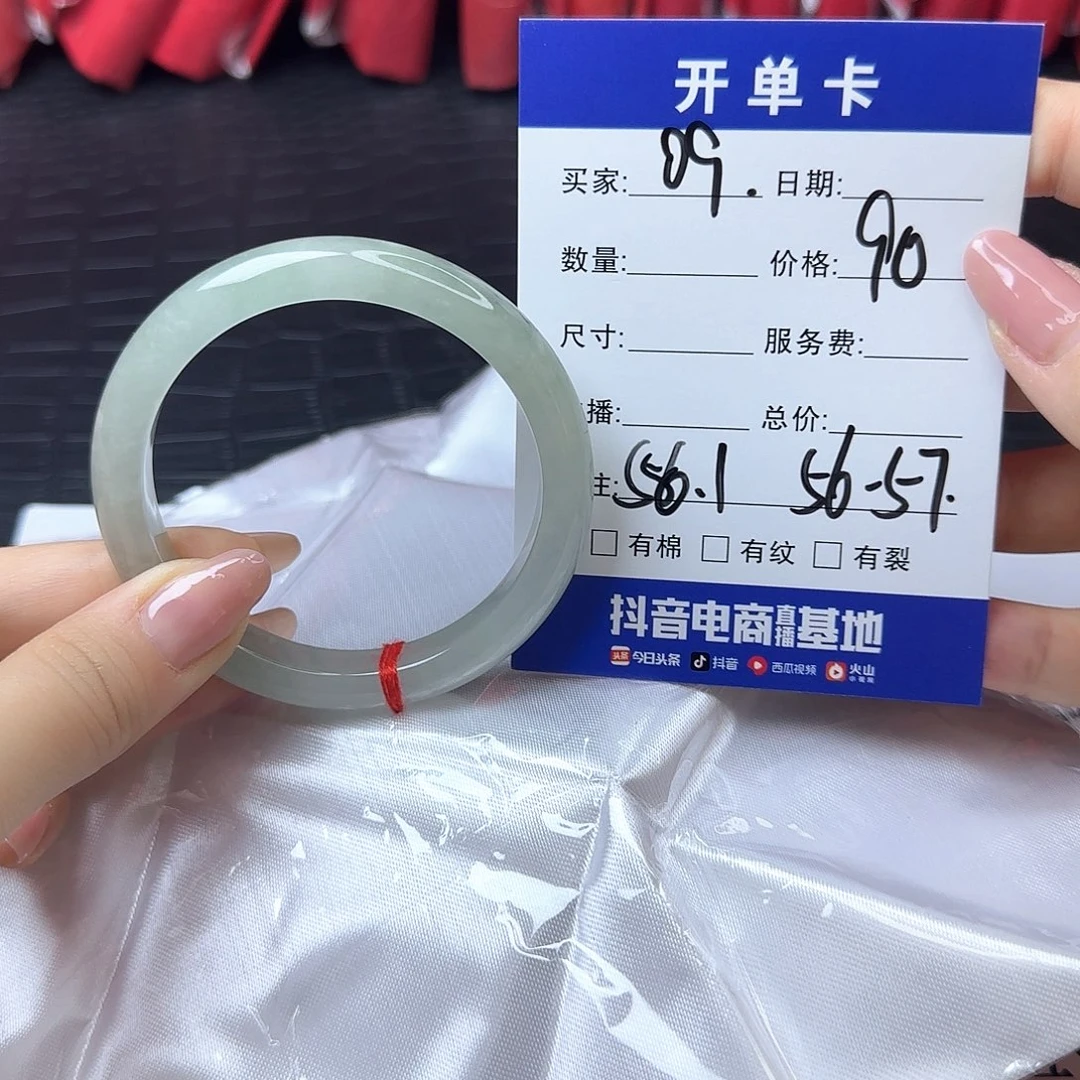 开单卡
买家: 09. 日期:
数量: 价格: 90
尺寸: 服务费:
播: 总价:
注: 56.1 56-57.
□ 有棉 □ 有纹 □ 有裂
抖音电商直播基地
头条 今日头条 抖音 西瓜视频 火山